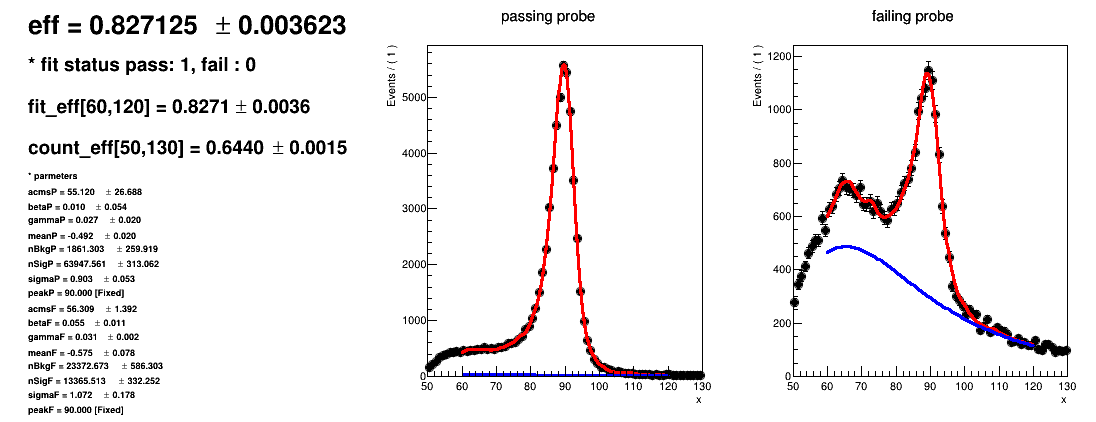 eff = 0.827125 ± 0.003623
* fit status pass: 1, fail : 0
fit_eff[60,120] = 0.8271 ± 0.0036
count_eff[50,130] = 0.6440 ± 0.0015
* parmeters
acmsP = 55.120 ± 26.688
betaP = 0.010 ± 0.054
gammaP = 0.027 ± 0.020
meanP = -0.492 ± 0.020
nBkgP = 1861.303 ± 259.919
nSigP = 63947.561 ± 313.062
sigmaP = 0.903 ± 0.053
peakP = 90.000 [Fixed]
acmsF = 56.309 ± 1.392
betaF = 0.055 ± 0.011
gammaF = 0.031 ± 0.002
meanF = -0.575 ± 0.078
nBkgF = 23372.673 ± 586.303
nSigF = 13365.513 ± 332.252
sigmaF = 1.072 ± 0.178
peakF = 90.000 [Fixed]
passing probe
Events / ( 1 )
5000
4000
3000
2000
1000
0
50 60 70 80 90 100 110 120 130
x
failing probe
Events / ( 1 )
1200
1000
800
600
400
200
0
50 60 70 80 90 100 110 120 130
x